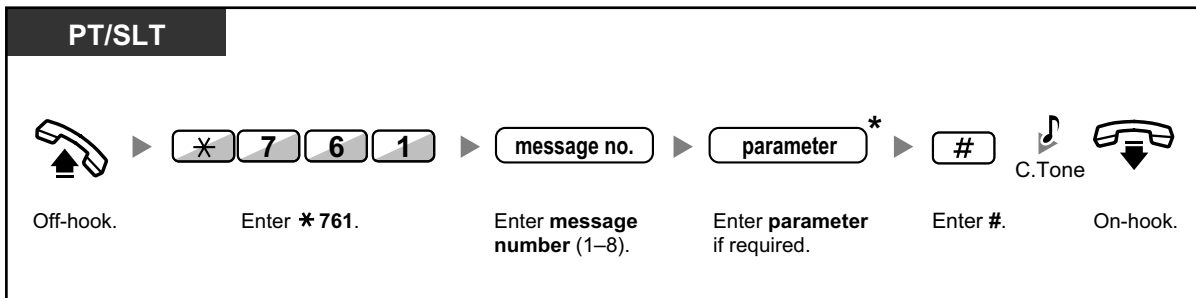 PT/SLT
* 7 6 1
message no.
parameter
*
#
C.Tone
Off-hook.
Enter * 761.
Enter message
number (1–8).
Enter parameter
if required.
Enter #.
On-hook.